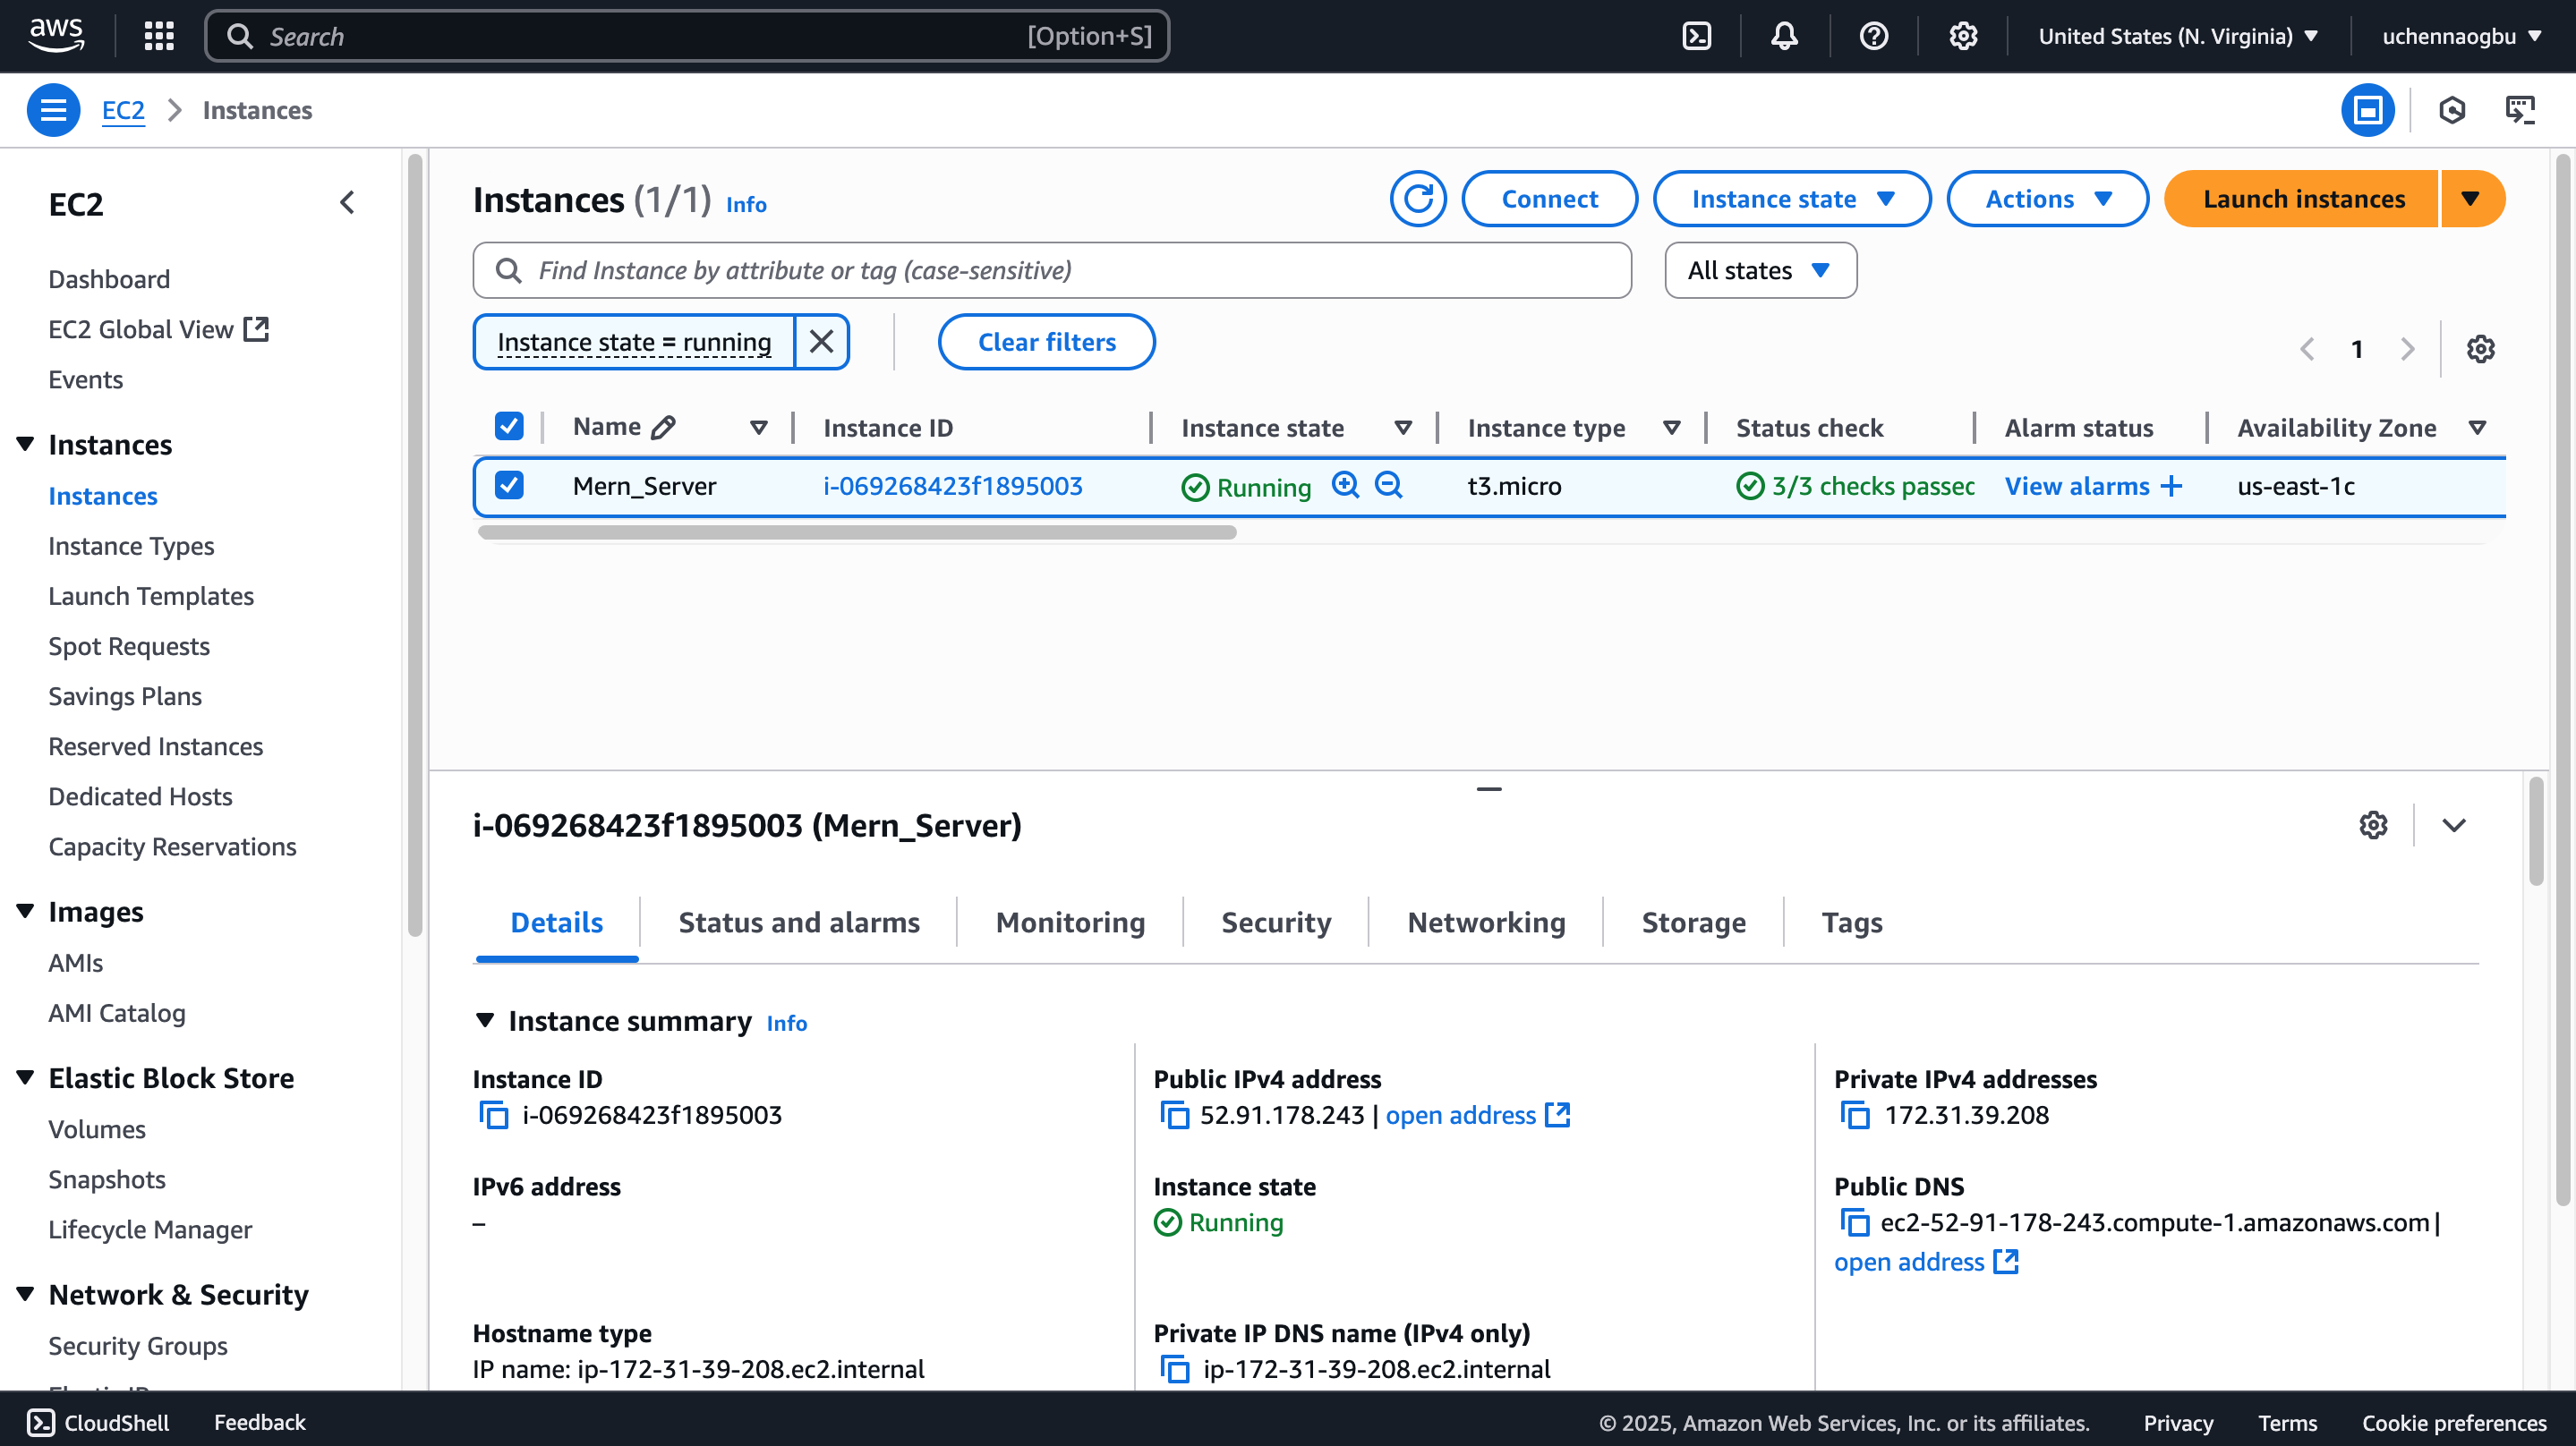 aws
Search
[Option+S]
United States (N. Virginia)
uchennaogbu
EC2
Instances
EC2
Dashboard
EC2 Global View
Events
Instances
Instances
Instance Types
Launch Templates
Spot Requests
Savings Plans
Reserved Instances
Dedicated Hosts
Capacity Reservations
Images
AMIs
AMI Catalog
Elastic Block Store
Volumes
Snapshots
Lifecycle Manager
Network & Security
Security Groups
Instances (1/1) Info
Connect
Instance state
Actions
Launch instances
Find Instance by attribute or tag (case-sensitive)
All states
Instance state = running
Clear filters
1
Name Instance ID Instance state Instance type Status check Alarm status Availability Zone
Mern_Server i-069268423f1895003 Running t3.micro 3/3 checks passec View alarms + us-east-1c
i-069268423f1895003 (Mern_Server)
Details Status and alarms Monitoring Security Networking Storage Tags
Instance summary Info
Instance ID
i-069268423f1895003
Public IPv4 address
52.91.178.243 | open address
Private IPv4 addresses
172.31.39.208
IPv6 address
–
Instance state
Running
Public DNS
ec2-52-91-178-243.compute-1.amazonaws.com |
open address
Hostname type
IP name: ip-172-31-39-208.ec2.internal
Private IP DNS name (IPv4 only)
ip-172-31-39-208.ec2.internal
CloudShell
Feedback
© 2025, Amazon Web Services, Inc. or its affiliates.
Privacy
Terms
Cookie preferences